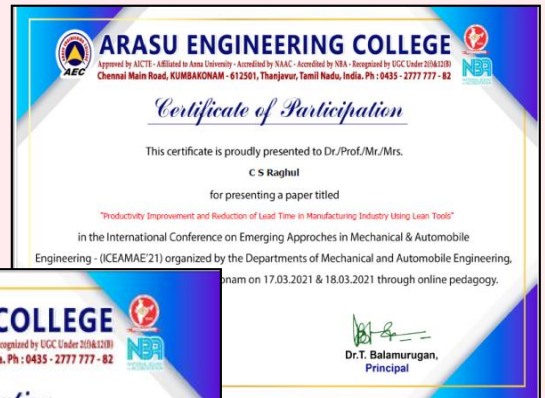 ARASU ENGINEERING COLLEGE
Approved by AICTE - Affiliated to Anna University - Accredited by NAAC - Accredited by NBA - Recognized by UGC Under 2(f)&12(B)
Chennai Main Road, KUMBAKONAM - 612501, Thanjavur, Tamil Nadu, India. Ph : 0435 - 2777 777 - 82
AEC
NBA
Certificate of Participation
This certificate is proudly presented to Dr./Prof./Mr./Mrs.
C S Raghul
for presenting a paper titled
"Productivity Improvement and Reduction of Lead Time in Manufacturing Industry Using Lean Tools"
in the International Conference on Emerging Approches in Mechanical & Automobile
Engineering - (ICEAMAE'21) organized by the Departments of Mechanical and Automobile Engineering,
onam on 17.03.2021 & 18.03.2021 through online pedagogy.
Dr.T. Balamurugan,
Principal
COLLEGE
ecognized by UGC Under 2(f)&12(B)
a. Ph : 0435 - 2777 777 - 82
NBA